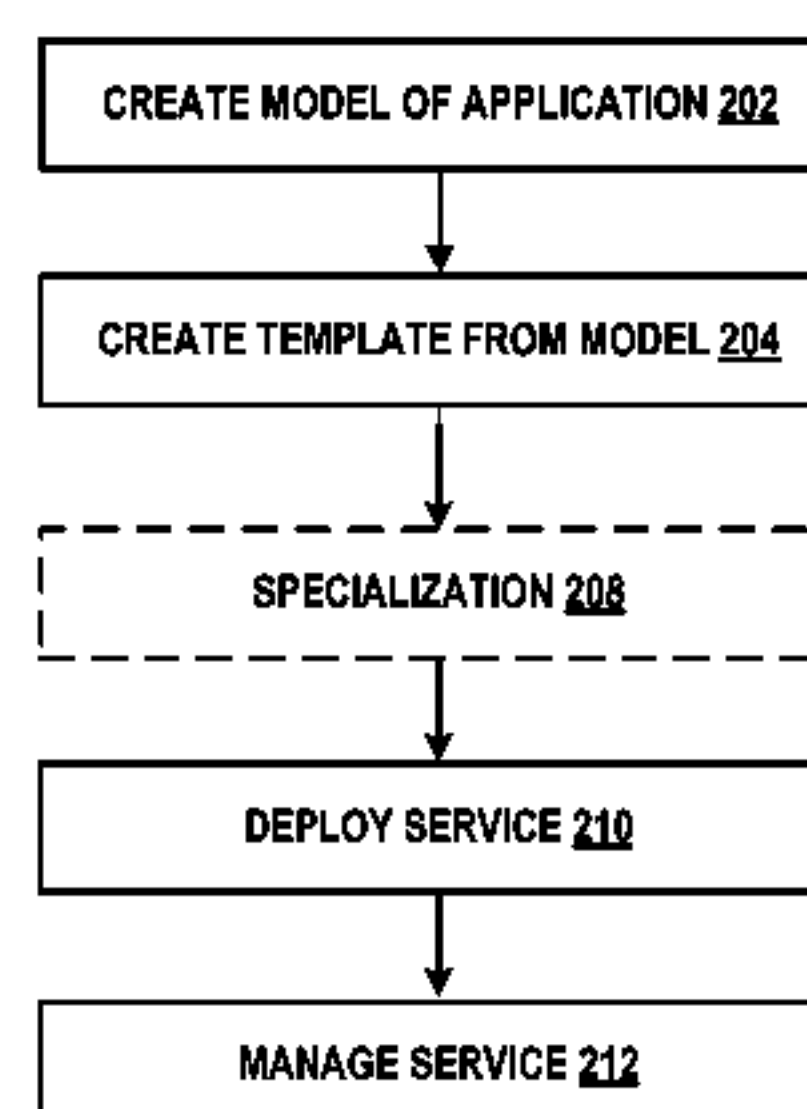 CREATE MODEL OF APPLICATION 202
CREATE TEMPLATE FROM MODEL 204
SPECIALIZATION 208
DEPLOY SERVICE 210
MANAGE SERVICE 212